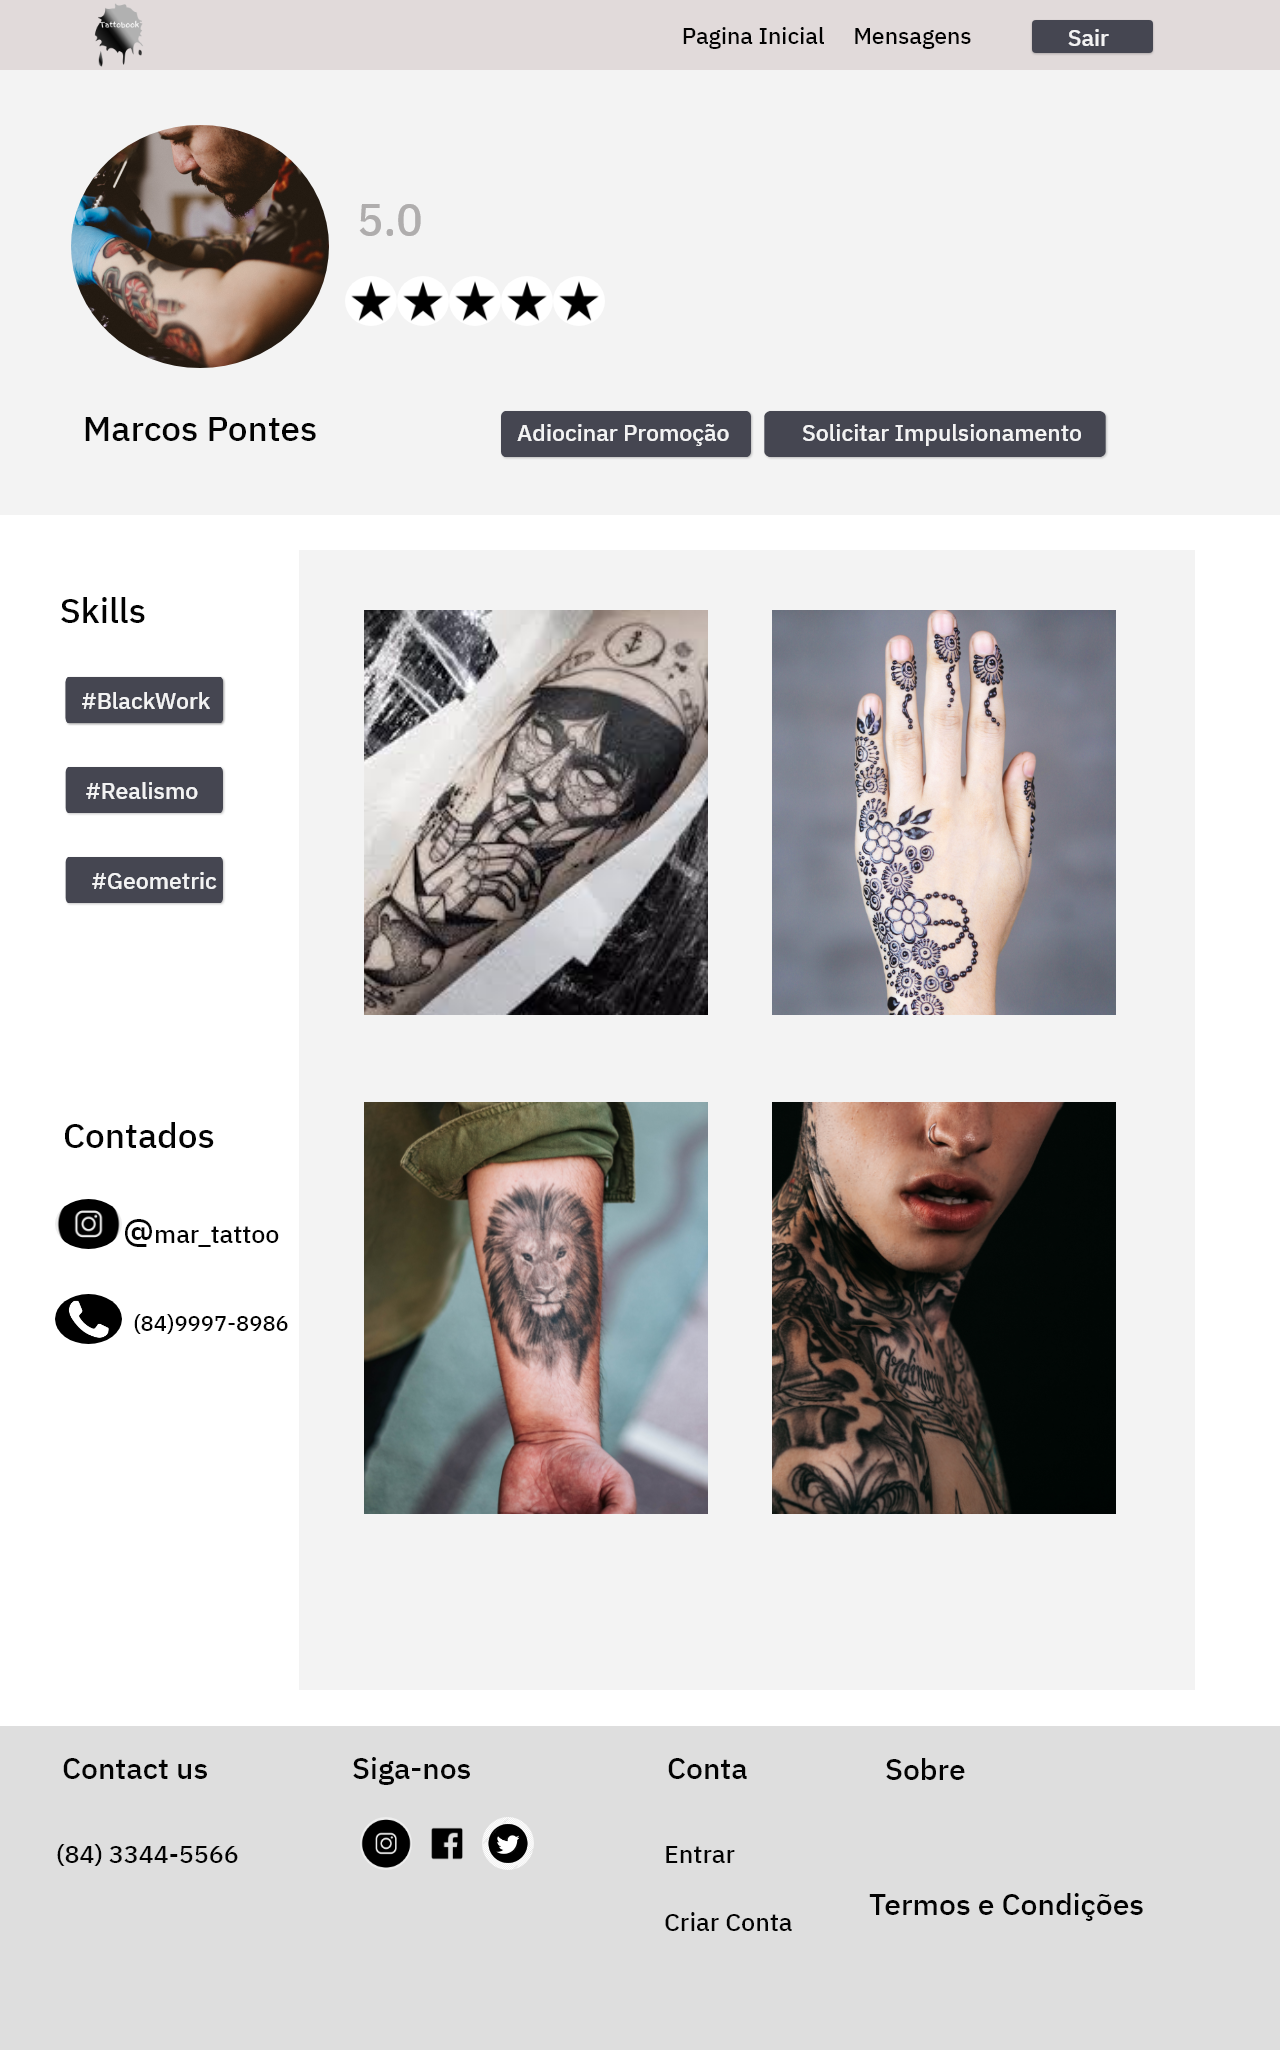 Tattobook
Pagina Inicial
Mensagens
Sair
5.0
Marcos Pontes
Adiocinar Promoção
Solicitar Impulsionamento
Skills
#BlackWork
#Realismo
#Geometric
Contados
@mar_tattoo
(84)9997-8986
Contact us
Siga-nos
Conta
Sobre
(84) 3344-5566
Entrar
Termos e Condições
Criar Conta